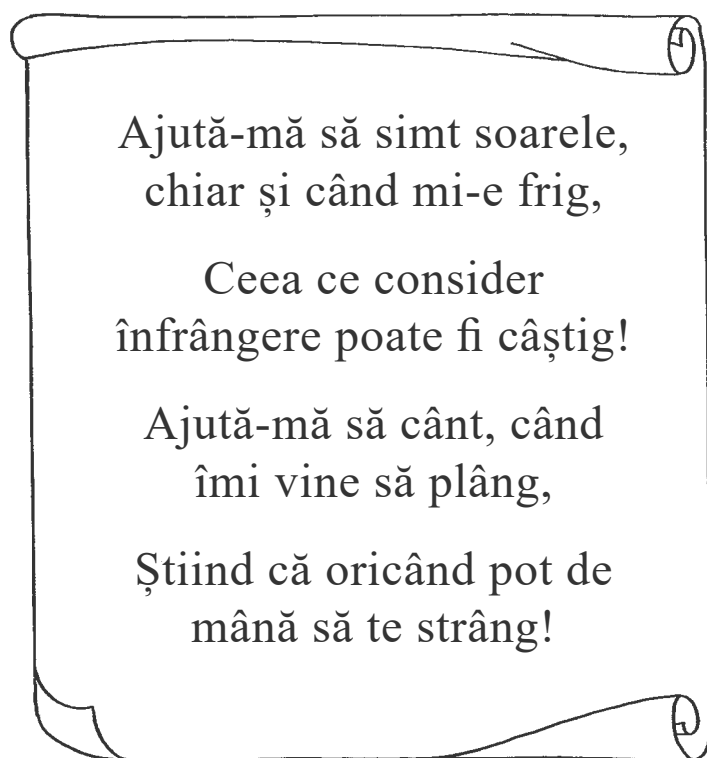 Ajută-mă să simt soarele,
chiar și când mi-e frig,
Ceea ce consider
înfrângere poate fi câștig!
Ajută-mă să cânt, când
îmi vine să plâng,
Știind că oricând pot de
mână să te strâng!